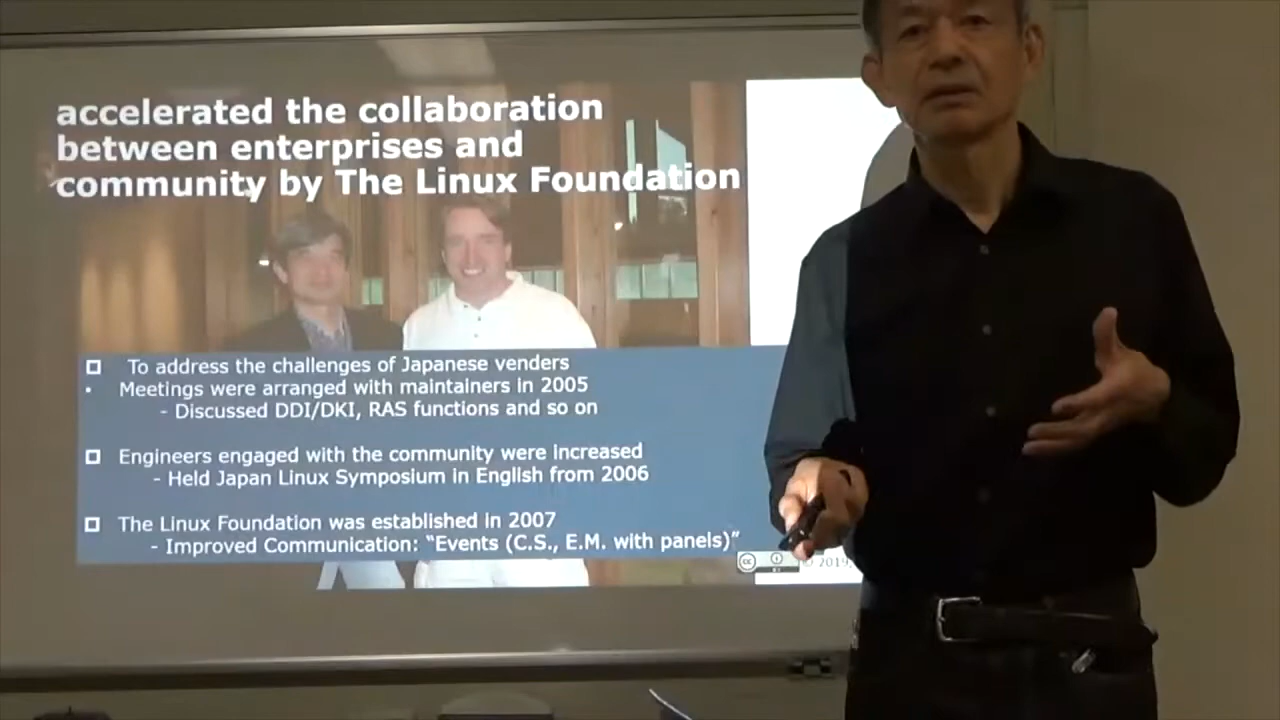 accelerated the collaboration
between enterprises and
community by The Linux Foundation
To address the challenges of Japanese venders
• Meetings were arranged with maintainers in 2005
- Discussed DDI/DKI, RAS functions and so on
Engineers engaged with the community were increased
- Held Japan Linux Symposium in English from 2006
The Linux Foundation was established in 2007
- Improved Communication: “Events (C.S., E.M. with panels)”
cc
© 2019